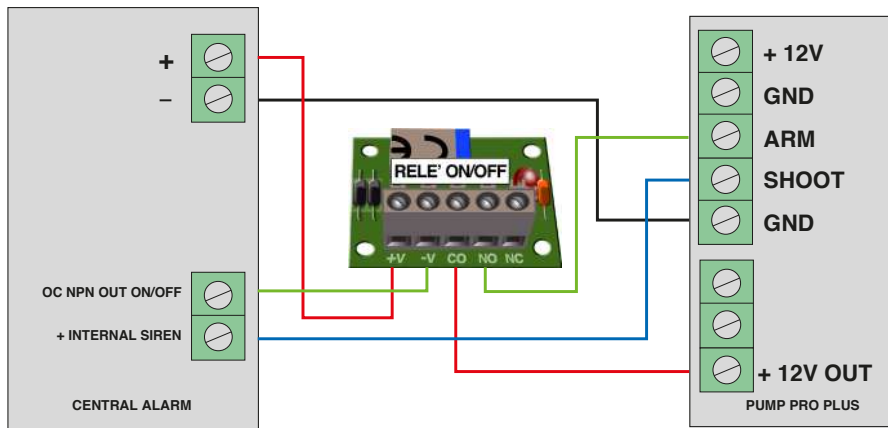 +
–
OC NPN OUT ON/OFF
+ INTERNAL SIREN
CENTRAL ALARM
RELE' ON/OFF
+V -V CO NO NC
+ 12V
GND
ARM
SHOOT
GND
+ 12V OUT
PUMP PRO PLUS